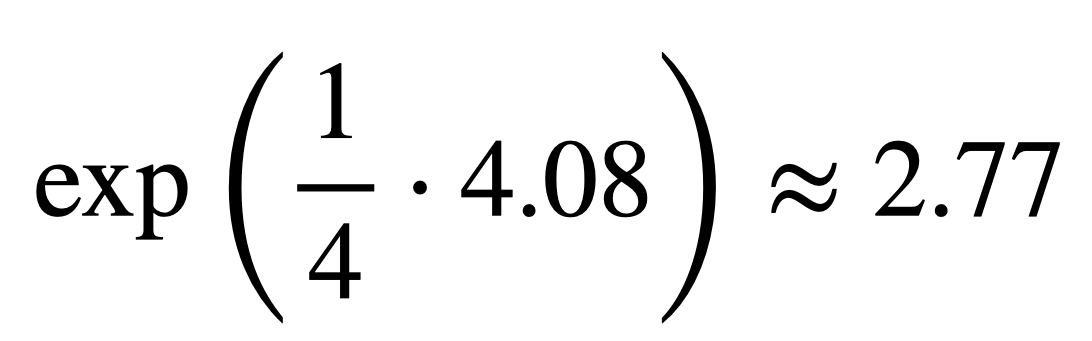 exp(1/4 · 4.08) ≈ 2.77